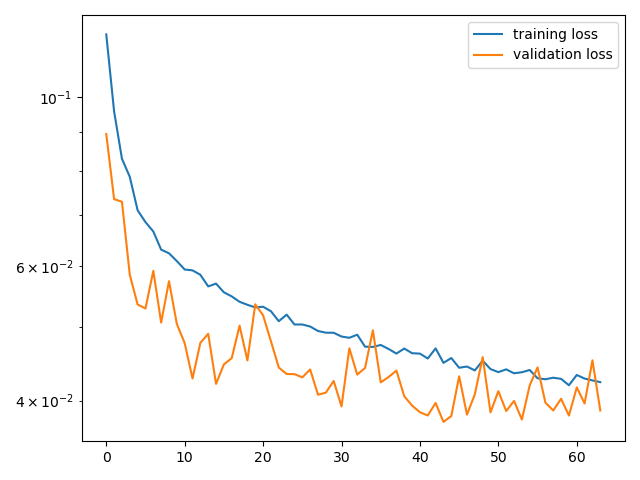 training loss
validation loss
10⁻¹
6 × 10⁻²
4 × 10⁻²
0 10 20 30 40 50 60